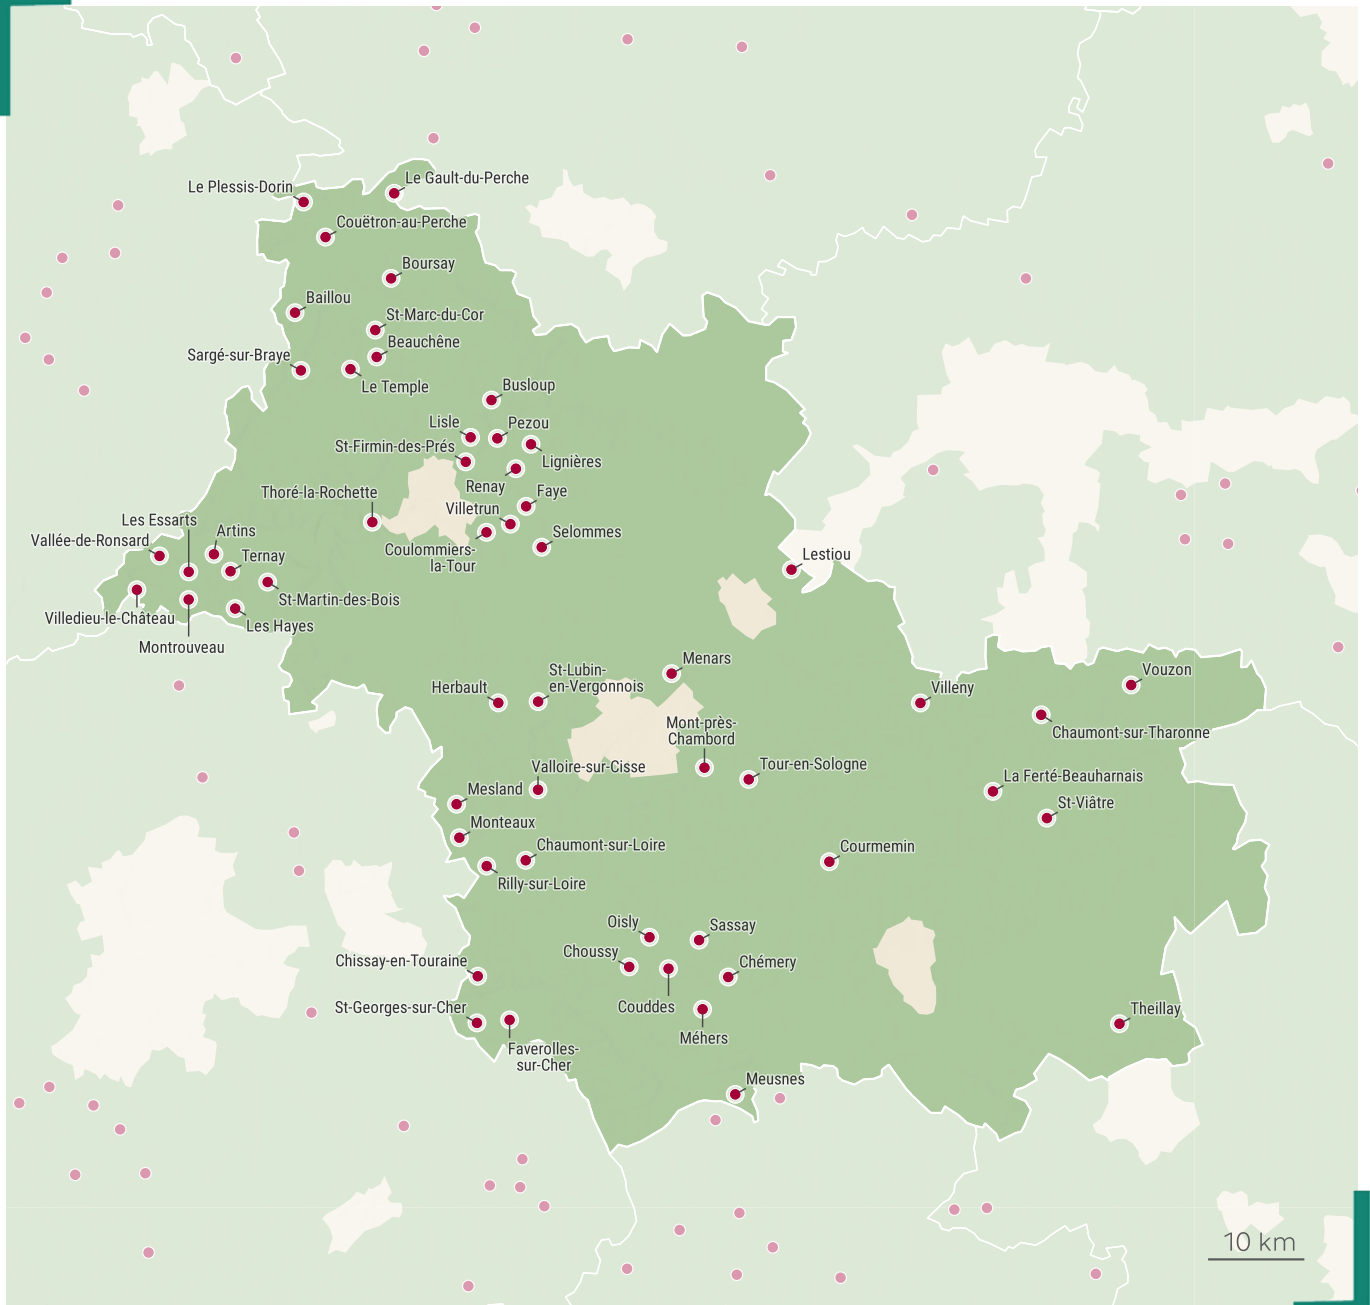 Le Gault-du-Perche
Le Plessis-Dorin
Couëtron-au-Perche
Boursay
Baillou
St-Marc-du-Cor
Beauchêne
Sargé-sur-Braye
Le Temple
Busloup
Lisle
Pezou
St-Firmin-des-Prés
Lignières
Renay
Thoré-la-Rochette
Faye
Villetrun
Les Essarts
Artins
Selommes
Vallée-de-Ronsard
Coulommiers-
la-Tour
Ternay
Lestiou
St-Martin-des-Bois
Villedieu-le-Château
Les Hayes
Montrouveau
Menars
St-Lubin-
en-Vergonnois
Herbault
Villeny
Vouzon
Mont-près-
Chambord
Chaumont-sur-Tharonne
Valloire-sur-Cisse
Tour-en-Sologne
La Ferté-Beauharnais
Mesland
St-Viâtre
Monteaux
Chaumont-sur-Loire
Courmemin
Rilly-sur-Loire
Oisly
Sassay
Choussy
Chissay-en-Touraine
Chémery
Couddes
St-Georges-sur-Cher
Theillay
Méhers
Faverolles-
sur-Cher
Meusnes
10 km